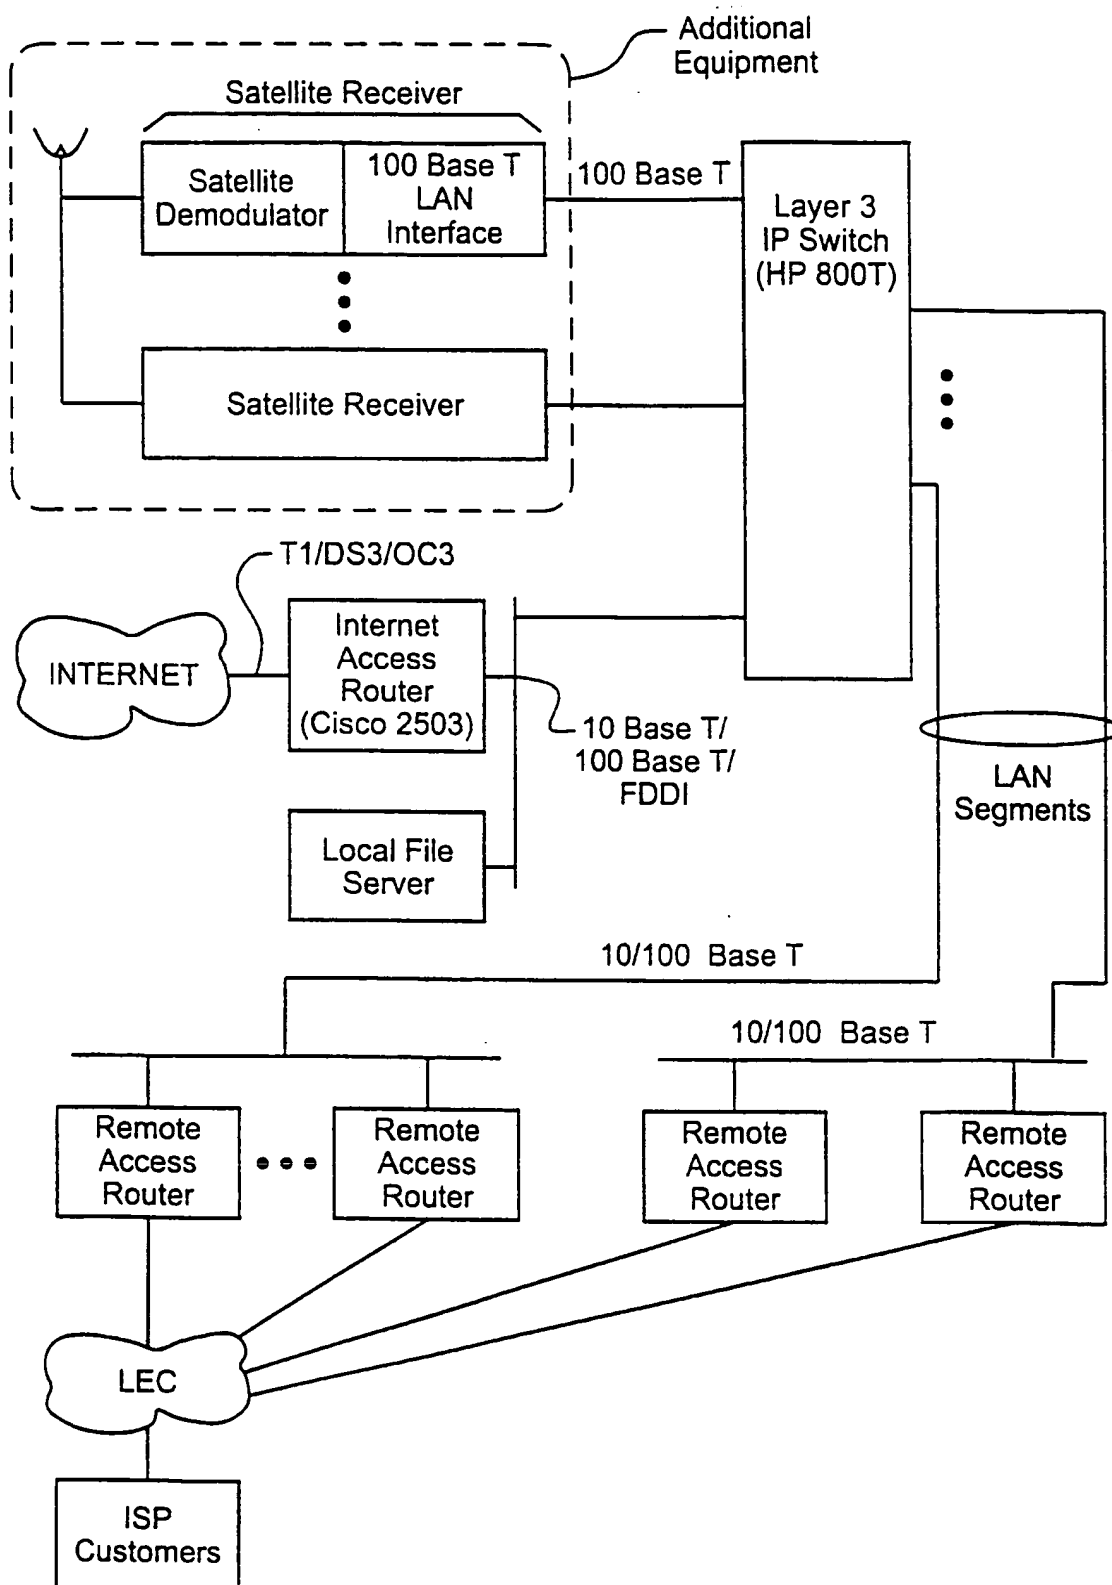 Additional
Equipment
Satellite Receiver
Satellite
Demodulator
100 Base T
LAN
Interface
100 Base T
Layer 3
IP Switch
(HP 800T)
Satellite Receiver
T1/DS3/OC3
INTERNET
Internet
Access
Router
(Cisco 2503)
10 Base T/
100 Base T/
FDDI
LAN
Segments
Local File
Server
10/100 Base T
10/100 Base T
Remote
Access
Router
Remote
Access
Router
Remote
Access
Router
Remote
Access
Router
LEC
ISP
Customers